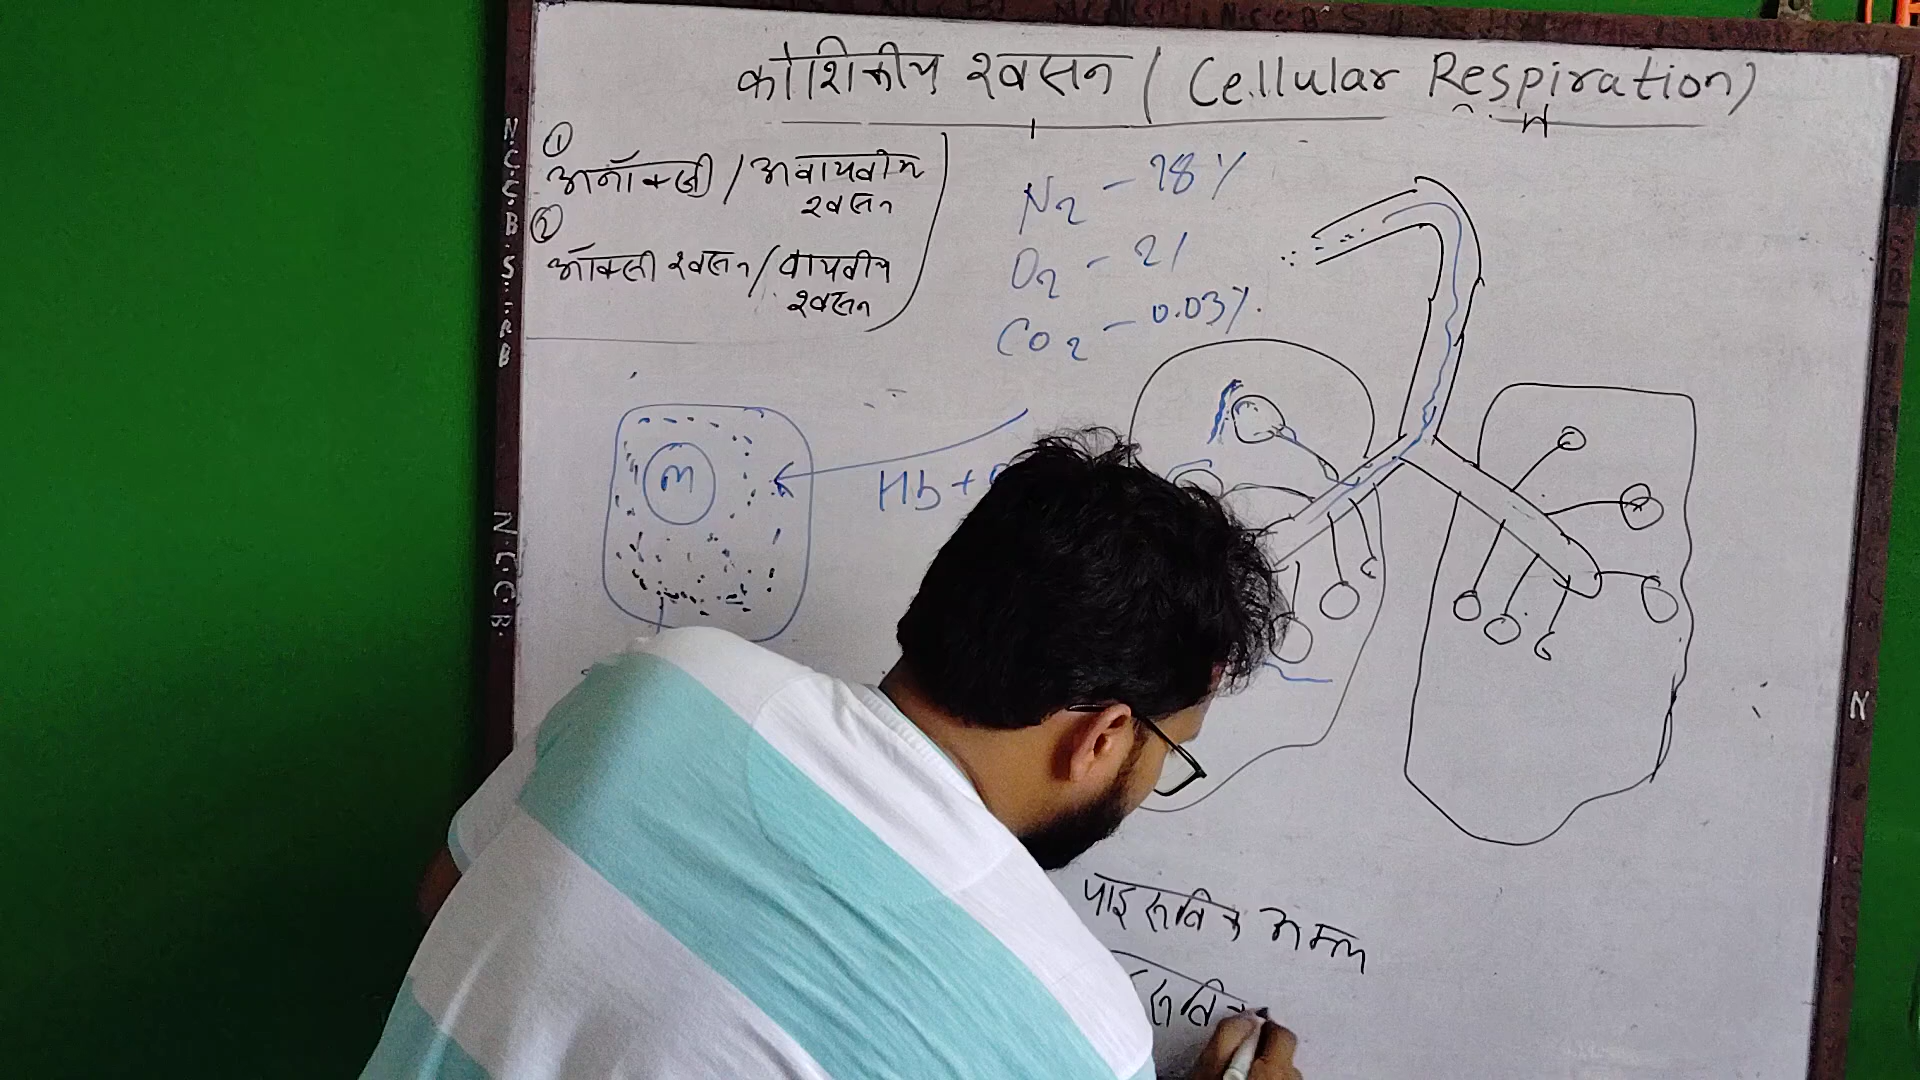 कोशिकीय श्वसन ( Cellular Respiration )
①
अनॉक्सी / अवायवीय
श्वसन
②
ऑक्सी श्वसन / वायवीय
श्वसन
N2 - 78%
O2 - 21
CO2 - 0.03%.
m
Hb +
पाइरुविक अम्ल
रुविक
N.C.C.B.S.
N.C.C.B.
N